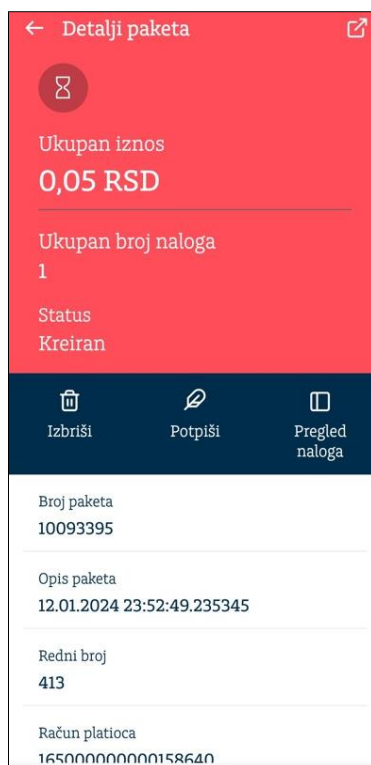 Detalji paketa
Ukupan iznos
0,05 RSD
Ukupan broj naloga
1
Status
Kreiran
Izbriši
Potpiši
Pregled
naloga
Broj paketa
10093395
Opis paketa
12.01.2024 23:52:49.235345
Redni broj
413
Račun platioca
165000000000158640